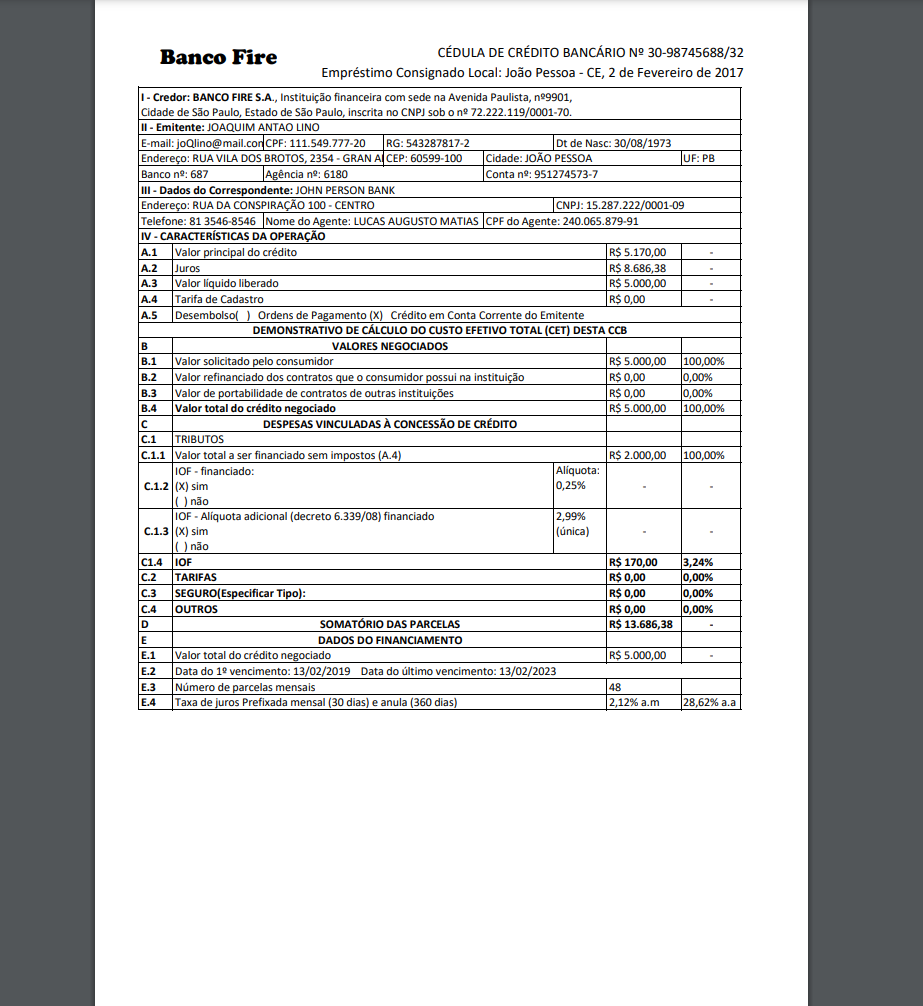 Banco Fire
CÉDULA DE CRÉDITO BANCÁRIO Nº 30-98745688/32
Empréstimo Consignado Local: João Pessoa - CE, 2 de Fevereiro de 2017
I - Credor: BANCO FIRE S.A., Instituição financeira com sede na Avenida Paulista, nº9901,
Cidade de São Paulo, Estado de São Paulo, inscrita no CNPJ sob o nº 72.222.119/0001-70.
II - Emitente: JOAQUIM ANTAO LINO
E-mail: joQlino@mail.con CPF: 111.549.777-20 RG: 543287817-2 Dt de Nasc: 30/08/1973
Endereço: RUA VILA DOS BROTOS, 2354 - GRAN Al CEP: 60599-100 Cidade: JOÃO PESSOA UF: PB
Banco nº: 687 Agência nº: 6180 Conta nº: 951274573-7
III - Dados do Correspondente: JOHN PERSON BANK
Endereço: RUA DA CONSPIRAÇÃO 100 - CENTRO CNPJ: 15.287.222/0001-09
Telefone: 81 3546-8546 Nome do Agente: LUCAS AUGUSTO MATIAS CPF do Agente: 240.065.879-91
IV - CARACTERÍSTICAS DA OPERAÇÃO
A.1 Valor principal do crédito R$ 5.170,00 -
A.2 Juros R$ 8.686,38 -
A.3 Valor líquido liberado R$ 5.000,00 -
A.4 Tarifa de Cadastro R$ 0,00 -
A.5 Desembolso( ) Ordens de Pagamento (X) Crédito em Conta Corrente do Emitente
DEMONSTRATIVO DE CÁLCULO DO CUSTO EFETIVO TOTAL (CET) DESTA CCB
B VALORES NEGOCIADOS
B.1 Valor solicitado pelo consumidor R$ 5.000,00 100,00%
B.2 Valor refinanciado dos contratos que o consumidor possui na instituição R$ 0,00 0,00%
B.3 Valor de portabilidade de contratos de outras instituições R$ 0,00 0,00%
B.4 Valor total do crédito negociado R$ 5.000,00 100,00%
C DESPESAS VINCULADAS À CONCESSÃO DE CRÉDITO
C.1 TRIBUTOS
C.1.1 Valor total a ser financiado sem impostos (A.4) R$ 2.000,00 100,00%
IOF - financiado: Alíquota:
C.1.2 (X) sim 0,25% - -
( ) não
IOF - Alíquota adicional (decreto 6.339/08) financiado 2,99%
C.1.3 (X) sim (única) - -
( ) não
C1.4 IOF R$ 170,00 3,24%
C.2 TARIFAS R$ 0,00 0,00%
C.3 SEGURO(Especificar Tipo): R$ 0,00 0,00%
C.4 OUTROS R$ 0,00 0,00%
D SOMATÓRIO DAS PARCELAS R$ 13.686,38 -
E DADOS DO FINANCIAMENTO
E.1 Valor total do crédito negociado R$ 5.000,00 -
E.2 Data do 1º vencimento: 13/02/2019 Data do último vencimento: 13/02/2023
E.3 Número de parcelas mensais 48
E.4 Taxa de juros Prefixada mensal (30 dias) e anula (360 dias) 2,12% a.m 28,62% a.a